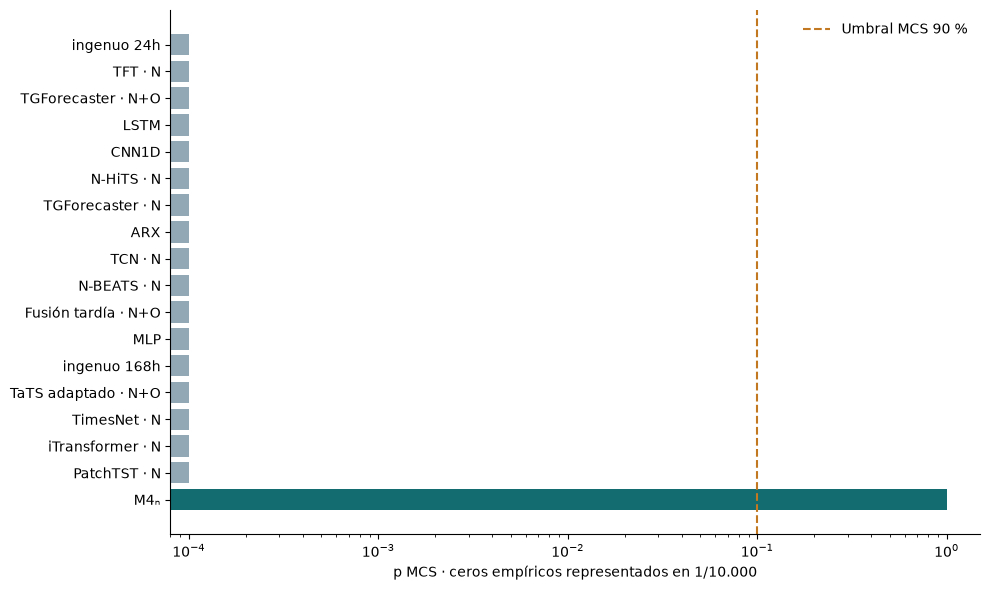 Umbral MCS 90 %
ingenuo 24h
TFT · N
TGForecaster · N+O
LSTM
CNN1D
N-HiTS · N
TGForecaster · N
ARX
TCN · N
N-BEATS · N
Fusión tardía · N+O
MLP
ingenuo 168h
TaTS adaptado · N+O
TimesNet · N
iTransformer · N
PatchTST · N
M4ₙ
10⁻⁴ 10⁻³ 10⁻² 10⁻¹ 10⁰
p MCS · ceros empíricos representados en 1/10.000